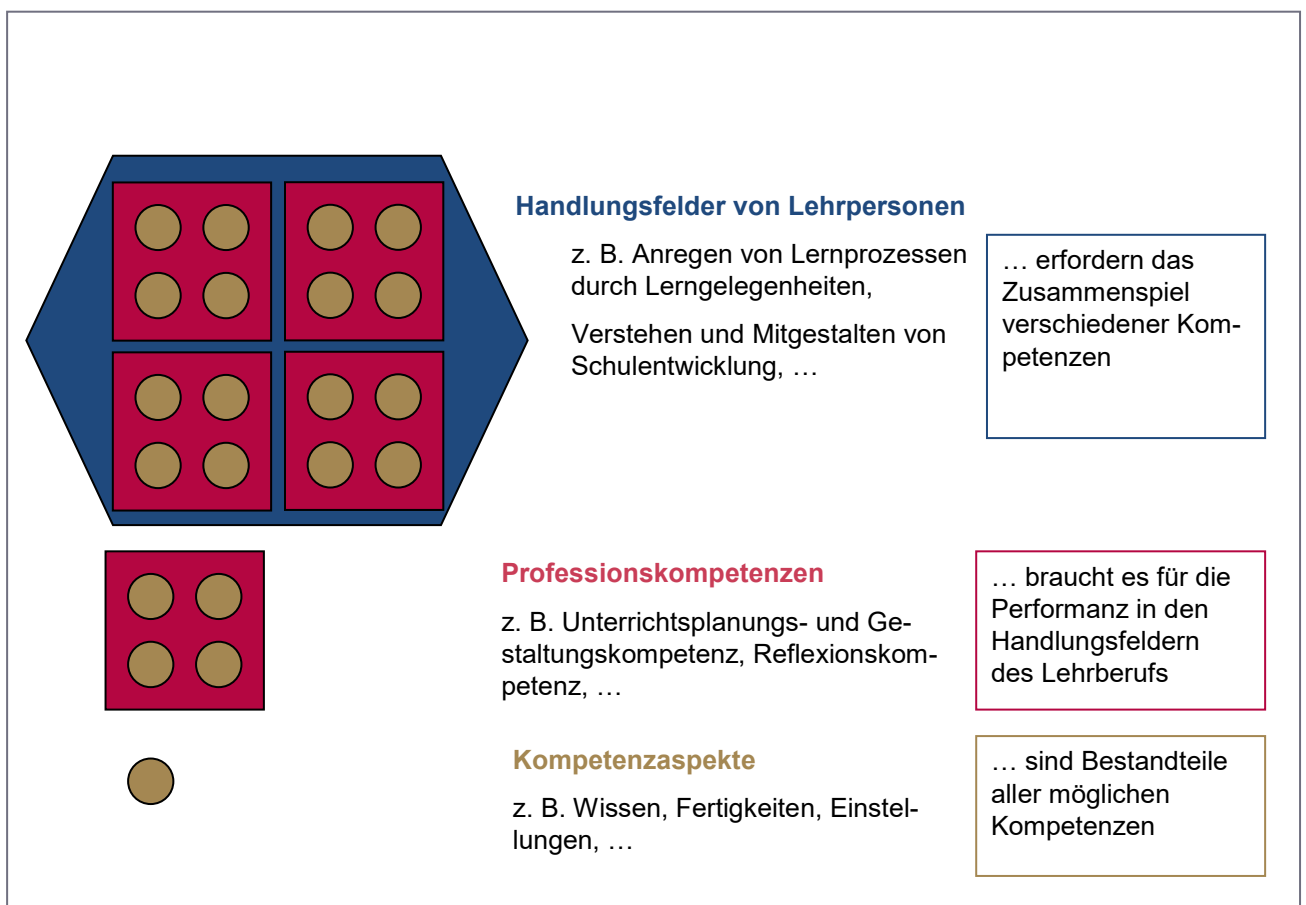 Handlungsfelder von Lehrpersonen
z. B. Anregen von Lernprozessen
durch Lerngelegenheiten,
Verstehen und Mitgestalten von
Schulentwicklung, …
… erfordern das
Zusammenspiel
verschiedener Kom-
petenzen
Professionskompetenzen
z. B. Unterrichtsplanungs- und Ge-
staltungskompetenz, Reflexionskom-
petenz, …
… braucht es für die
Performanz in den
Handlungsfeldern
des Lehrberufs
Kompetenzaspekte
z. B. Wissen, Fertigkeiten, Einstel-
lungen, …
… sind Bestandteile
aller möglichen
Kompetenzen